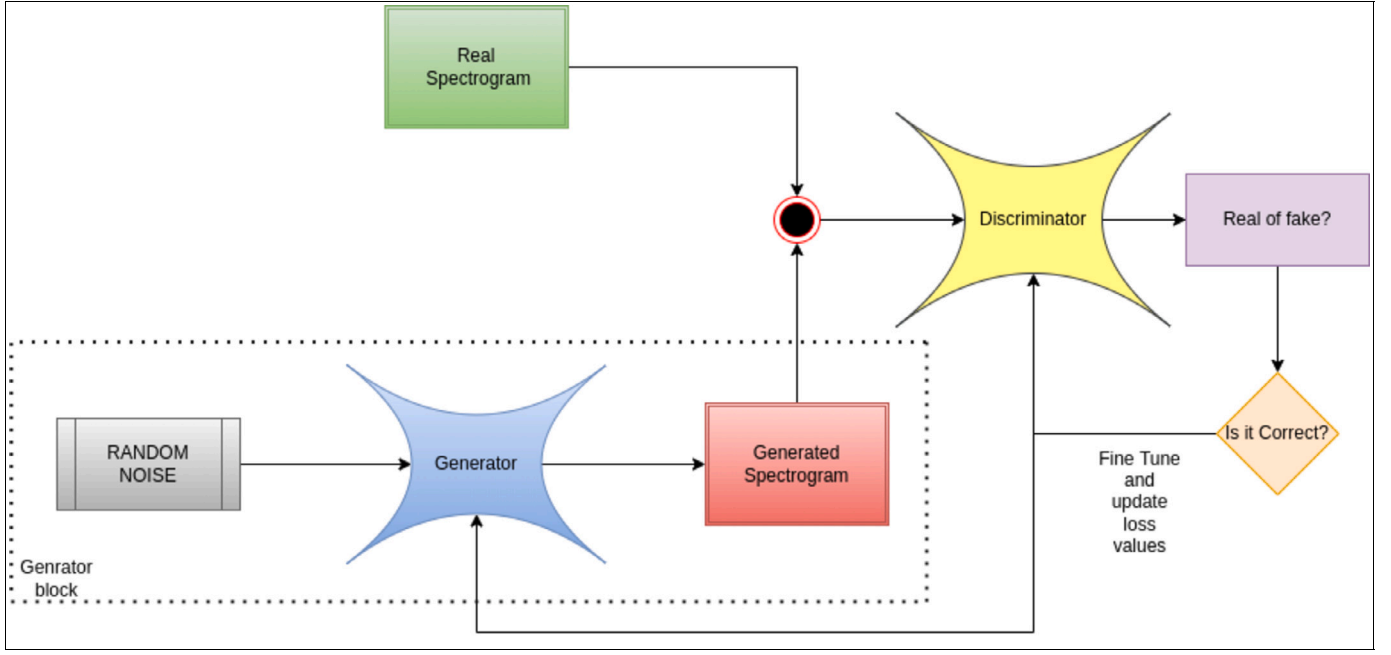 Real
Spectrogram
Discriminator
Real of fake?
RANDOM
NOISE
Generator
Generated
Spectrogram
Is it Correct?
Fine Tune
and
update
loss
values
Genrator
block